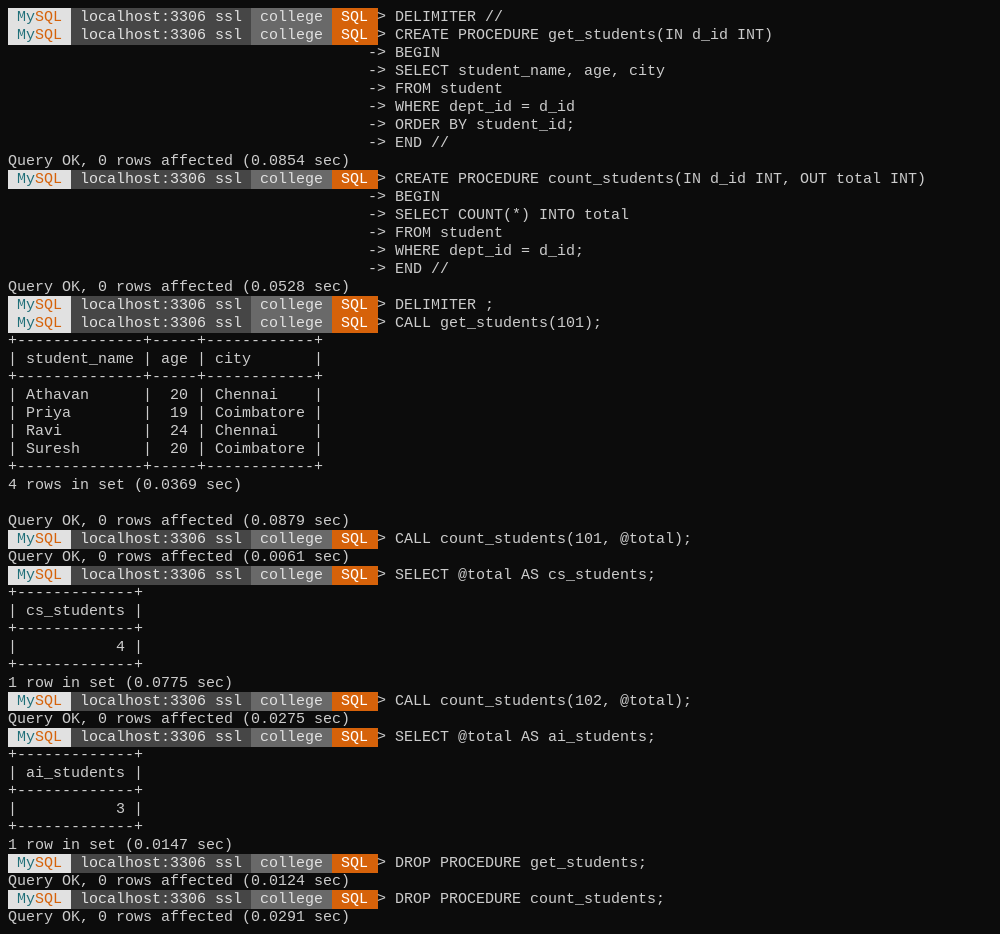 MySQL localhost:3306 ssl college SQL > DELIMITER //
MySQL localhost:3306 ssl college SQL > CREATE PROCEDURE get_students(IN d_id INT)
-> BEGIN
-> SELECT student_name, age, city
-> FROM student
-> WHERE dept_id = d_id
-> ORDER BY student_id;
-> END //
Query OK, 0 rows affected (0.0854 sec)
MySQL localhost:3306 ssl college SQL > CREATE PROCEDURE count_students(IN d_id INT, OUT total INT)
-> BEGIN
-> SELECT COUNT(*) INTO total
-> FROM student
-> WHERE dept_id = d_id;
-> END //
Query OK, 0 rows affected (0.0528 sec)
MySQL localhost:3306 ssl college SQL > DELIMITER ;
MySQL localhost:3306 ssl college SQL > CALL get_students(101);
+--------------+-----+------------+
| student_name | age | city       |
+--------------+-----+------------+
| Athavan      |  20 | Chennai    |
| Priya        |  19 | Coimbatore |
| Ravi         |  24 | Chennai    |
| Suresh       |  20 | Coimbatore |
+--------------+-----+------------+
4 rows in set (0.0369 sec)

Query OK, 0 rows affected (0.0879 sec)
MySQL localhost:3306 ssl college SQL > CALL count_students(101, @total);
Query OK, 0 rows affected (0.0061 sec)
MySQL localhost:3306 ssl college SQL > SELECT @total AS cs_students;
+-------------+
| cs_students |
+-------------+
|           4 |
+-------------+
1 row in set (0.0775 sec)
MySQL localhost:3306 ssl college SQL > CALL count_students(102, @total);
Query OK, 0 rows affected (0.0275 sec)
MySQL localhost:3306 ssl college SQL > SELECT @total AS ai_students;
+-------------+
| ai_students |
+-------------+
|           3 |
+-------------+
1 row in set (0.0147 sec)
MySQL localhost:3306 ssl college SQL > DROP PROCEDURE get_students;
Query OK, 0 rows affected (0.0124 sec)
MySQL localhost:3306 ssl college SQL > DROP PROCEDURE count_students;
Query OK, 0 rows affected (0.0291 sec)